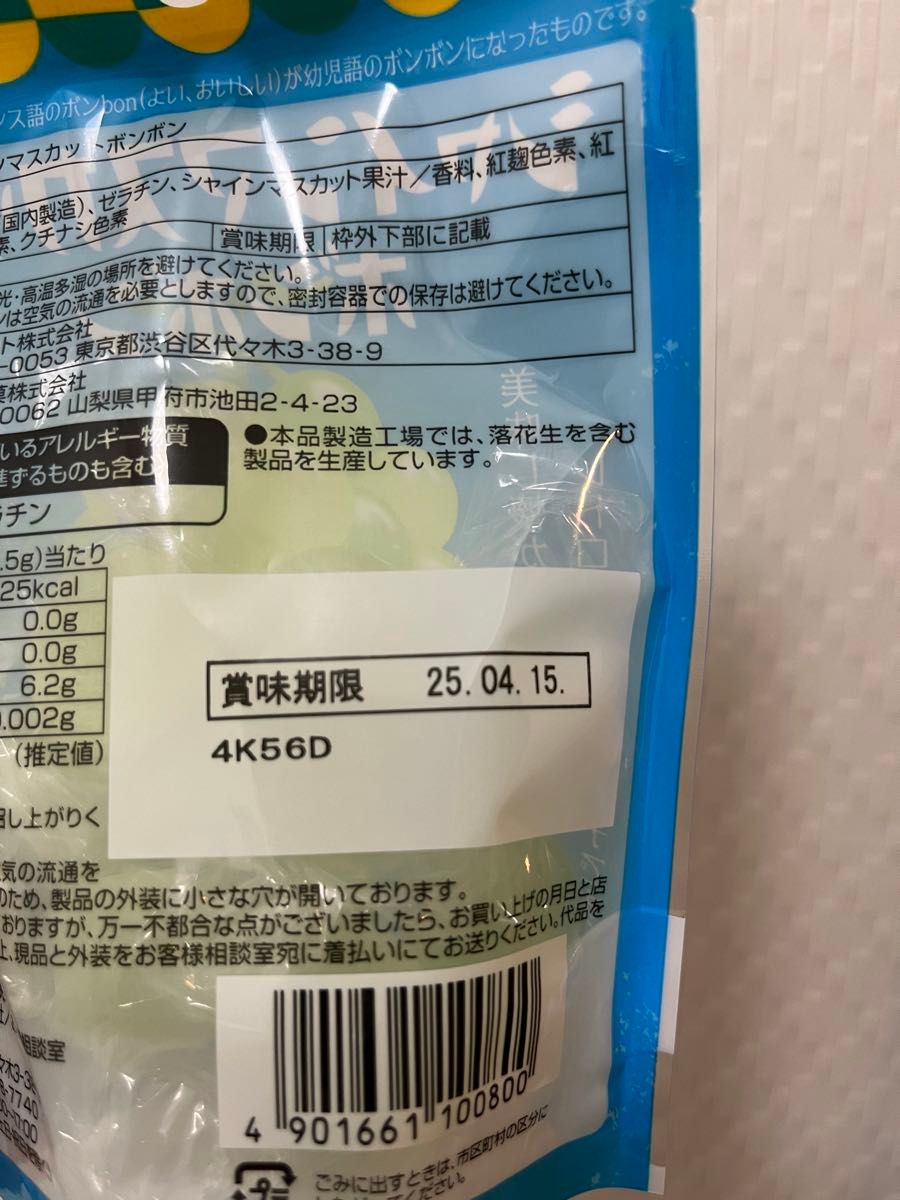 ンス語のボンbon(よい、おいしい)が幼児語のボンボンになったものです。
ンマスカットボンボン
(国内製造)、ゼラチン、シャインマスカット果汁/香料、紅麹色素、紅
素、クチナシ色素
賞味期限 枠外下部に記載
光・高温多湿の場所を避けてください。
ンは空気の流通を必要としますので、密封容器での保存は避けてください。
ト株式会社
-0053 東京都渋谷区代々木3-38-9
菓株式会社
0062 山梨県甲府市池田2-4-23
いるアレルギー物質
準ずるものも含む
ラチン
●本品製造工場では、落花生を含む
製品を生産しています。
.5g)当たり
25kcal
0.0g
0.0g
6.2g
0.002g
(推定値)
賞味期限 25.04.15.
4K56D
召し上がりく
空気の流通を
のため、製品の外装に小さな穴が開いております。
おりますが、万一不都合な点がございましたら、お買い上げの月日と店
上、現品と外装をお客様相談室宛に着払いにてお送りください。代品を
相談室
々木3-3
7740
17:00
4 901661 100800
プラ
ごみに出すときは、市区町村の区分に